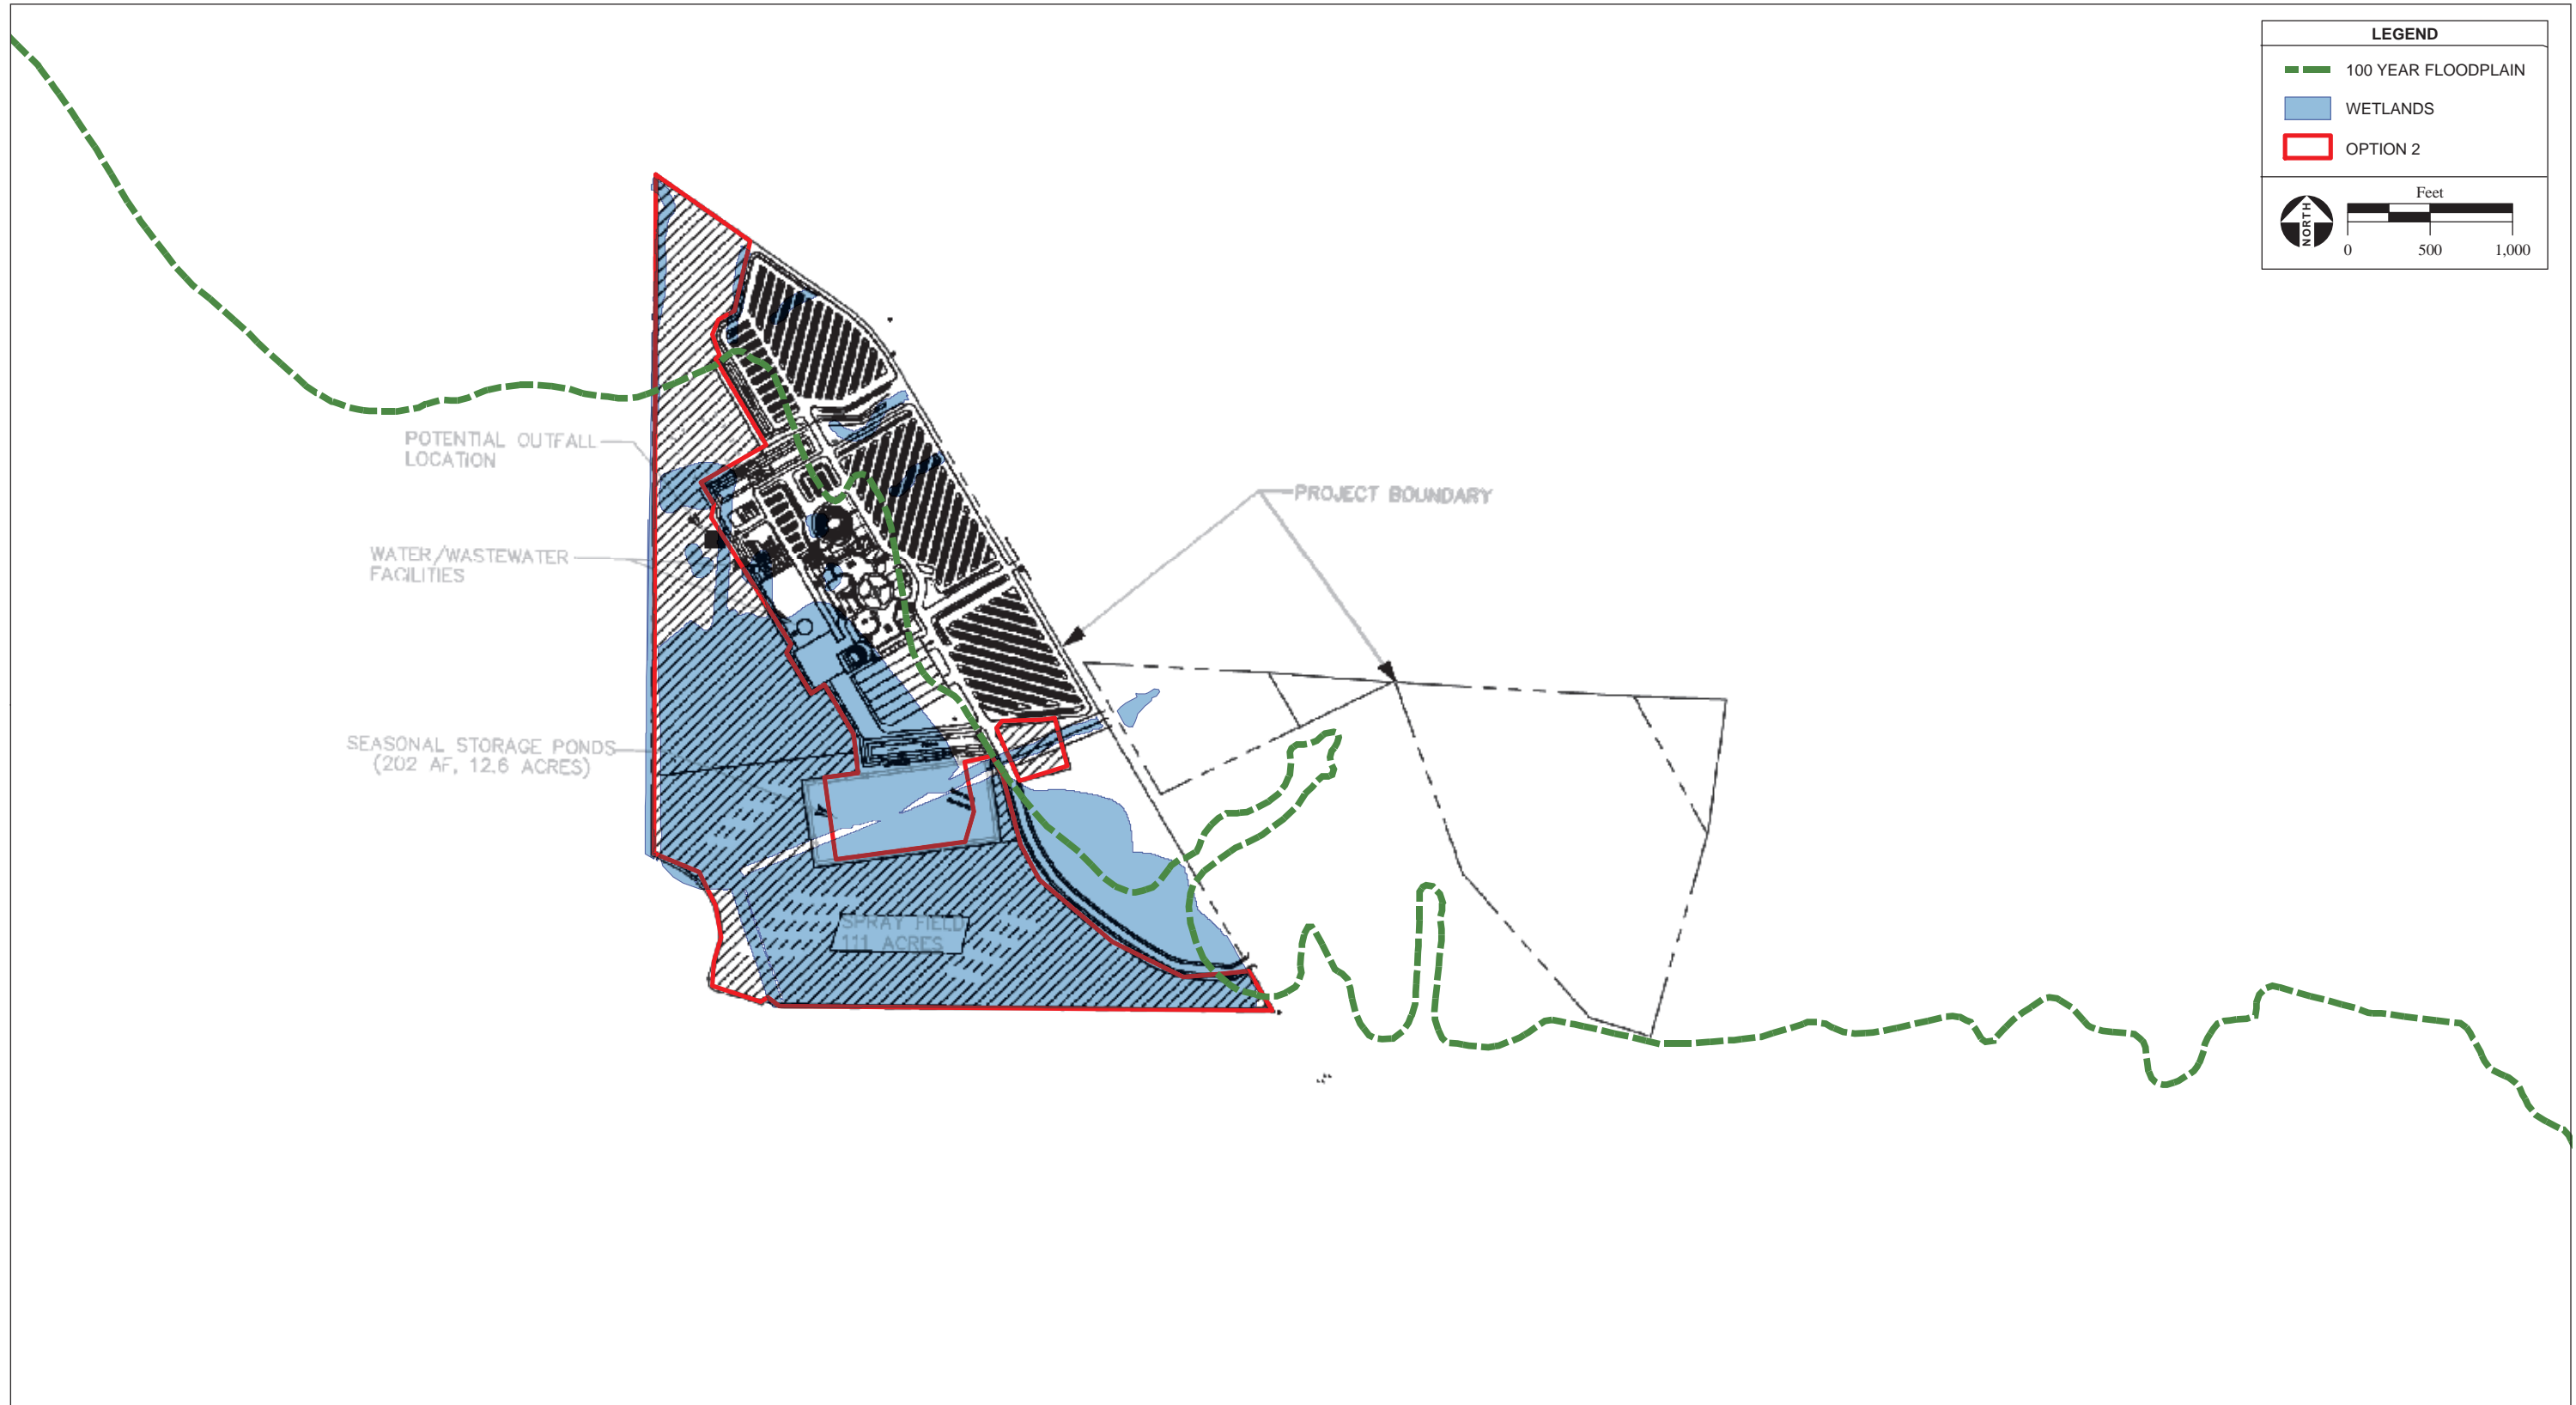 LEGEND
100 YEAR FLOODPLAIN
WETLANDS
OPTION 2
NORTH
Feet
0 500 1,000
POTENTIAL OUTFALL
LOCATION
PROJECT BOUNDARY
WATER/WASTEWATER
FACILITIES
SEASONAL STORAGE PONDS
(202 AF, 12.6 ACRES)
SPRAY FIELD
111 ACRES